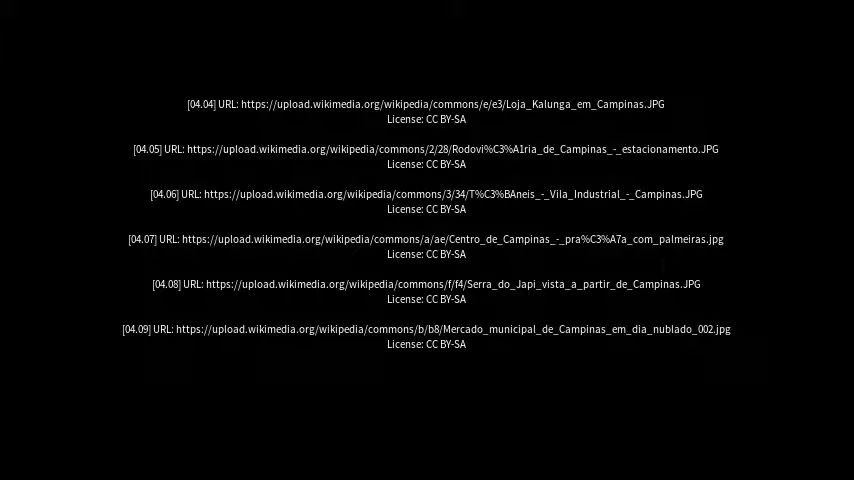 [04.04] URL: https://upload.wikimedia.org/wikipedia/commons/e/e3/Loja_Kalunga_em_Campinas.JPG
License: CC BY-SA
[04.05] URL: https://upload.wikimedia.org/wikipedia/commons/2/28/Rodovi%C3%A1ria_de_Campinas_-_estacionamento.JPG
License: CC BY-SA
[04.06] URL: https://upload.wikimedia.org/wikipedia/commons/3/34/T%C3%BAneis_-_Vila_Industrial_-_Campinas.JPG
License: CC BY-SA
[04.07] URL: https://upload.wikimedia.org/wikipedia/commons/a/ae/Centro_de_Campinas_-_pra%C3%A7a_com_palmeiras.jpg
License: CC BY-SA
[04.08] URL: https://upload.wikimedia.org/wikipedia/commons/f/f4/Serra_do_Japi_vista_a_partir_de_Campinas.JPG
License: CC BY-SA
[04.09] URL: https://upload.wikimedia.org/wikipedia/commons/b/b8/Mercado_municipal_de_Campinas_em_dia_nublado_002.jpg
License: CC BY-SA